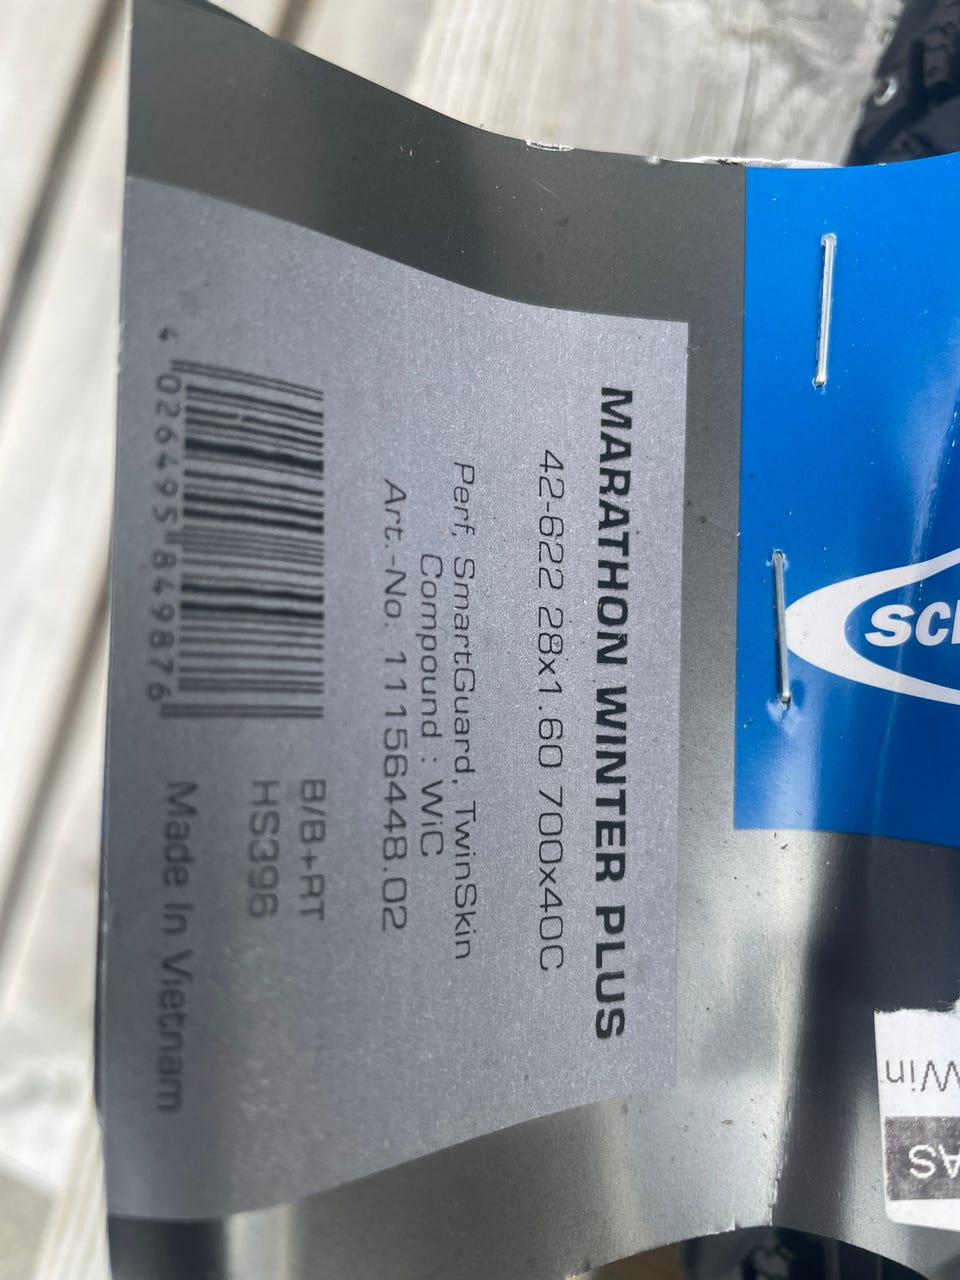 MARATHON WINTER PLUS
42-622 28x1.60 700x40C
Perf, SmartGuard, TwinSkin
Compound : WiC
Art.-No. 11156448.02
B/B+RT
HS396
4 026495 849876
Made In Vietnam